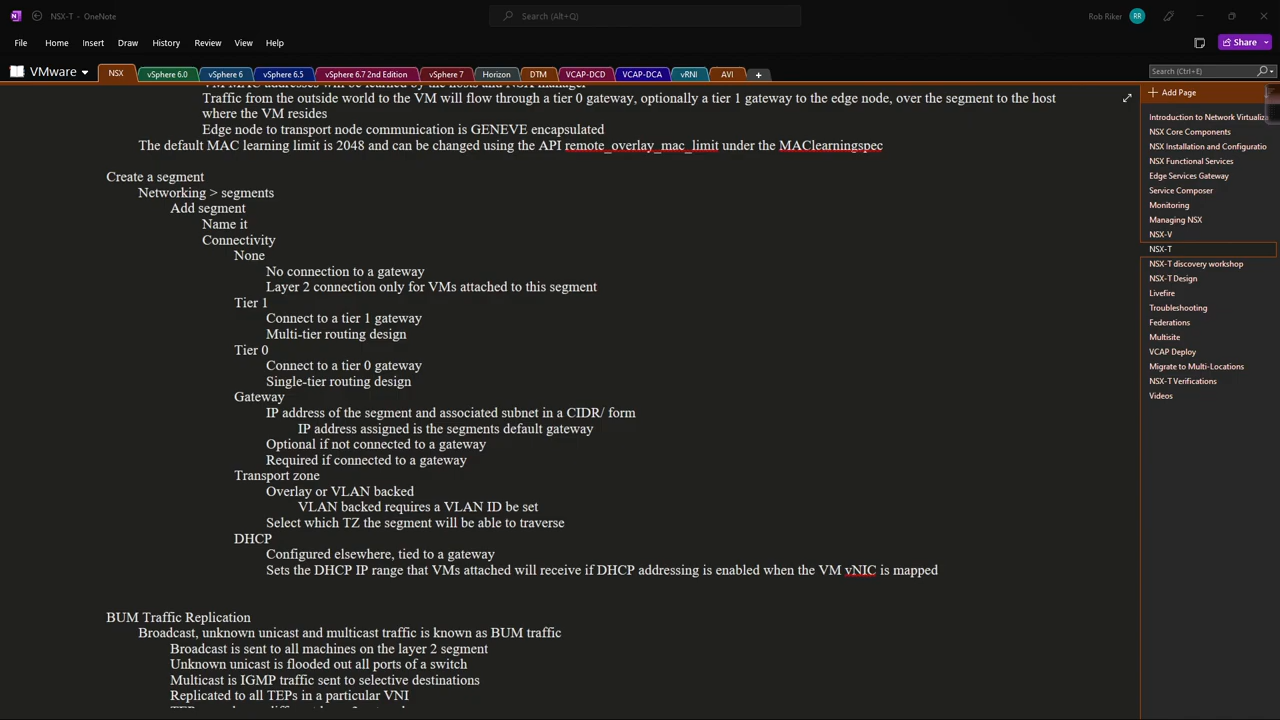 NSX-T - OneNote
Search (Alt+Q)
Rob Riker
RR
File Home Insert Draw History Review View Help
Share
VMware
NSX vSphere 6.0 vSphere 6 vSphere 6.5 vSphere 6.7 2nd Edition vSphere 7 Horizon DTM VCAP-DCD VCAP-DCA vRNI AVI +
Search (Ctrl+E)
VM MAC addresses will be learned by the hosts and NSX manager
Traffic from the outside world to the VM will flow through a tier 0 gateway, optionally a tier 1 gateway to the edge node, over the segment to the host
where the VM resides
Edge node to transport node communication is GENEVE encapsulated
The default MAC learning limit is 2048 and can be changed using the API remote_overlay_mac_limit under the MAClearningspec
Create a segment
Networking > segments
Add segment
Name it
Connectivity
None
No connection to a gateway
Layer 2 connection only for VMs attached to this segment
Tier 1
Connect to a tier 1 gateway
Multi-tier routing design
Tier 0
Connect to a tier 0 gateway
Single-tier routing design
Gateway
IP address of the segment and associated subnet in a CIDR/ form
IP address assigned is the segments default gateway
Optional if not connected to a gateway
Required if connected to a gateway
Transport zone
Overlay or VLAN backed
VLAN backed requires a VLAN ID be set
Select which TZ the segment will be able to traverse
DHCP
Configured elsewhere, tied to a gateway
Sets the DHCP IP range that VMs attached will receive if DHCP addressing is enabled when the VM vNIC is mapped
BUM Traffic Replication
Broadcast, unknown unicast and multicast traffic is known as BUM traffic
Broadcast is sent to all machines on the layer 2 segment
Unknown unicast is flooded out all ports of a switch
Multicast is IGMP traffic sent to selective destinations
Replicated to all TEPs in a particular VNI
Add Page
Introduction to Network Virtualiza
NSX Core Components
NSX Installation and Configuratio
NSX Functional Services
Edge Services Gateway
Service Composer
Monitoring
Managing NSX
NSX-V
NSX-T
NSX-T discovery workshop
NSX-T Design
Livefire
Troubleshooting
Federations
Multisite
VCAP Deploy
Migrate to Multi-Locations
NSX-T Verifications
Videos